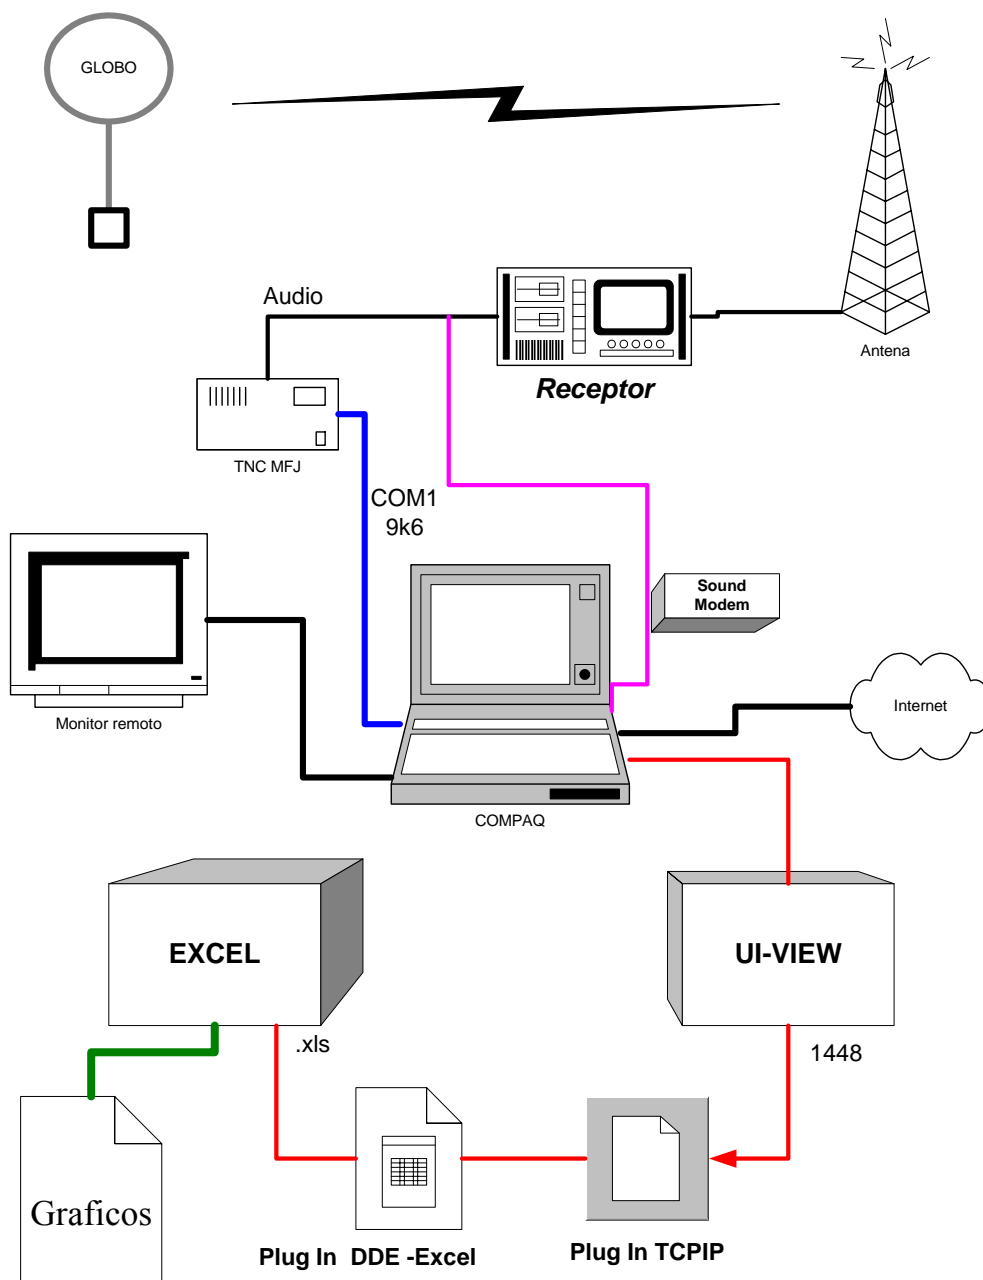 GLOBO
Audio
Antena
Receptor
TNC MFJ
COM1
9k6
Sound
Modem
Internet
Monitor remoto
COMPAQ
EXCEL
UI-VIEW
.xls
1448
Graficos
Plug In DDE -Excel
Plug In TCPIP